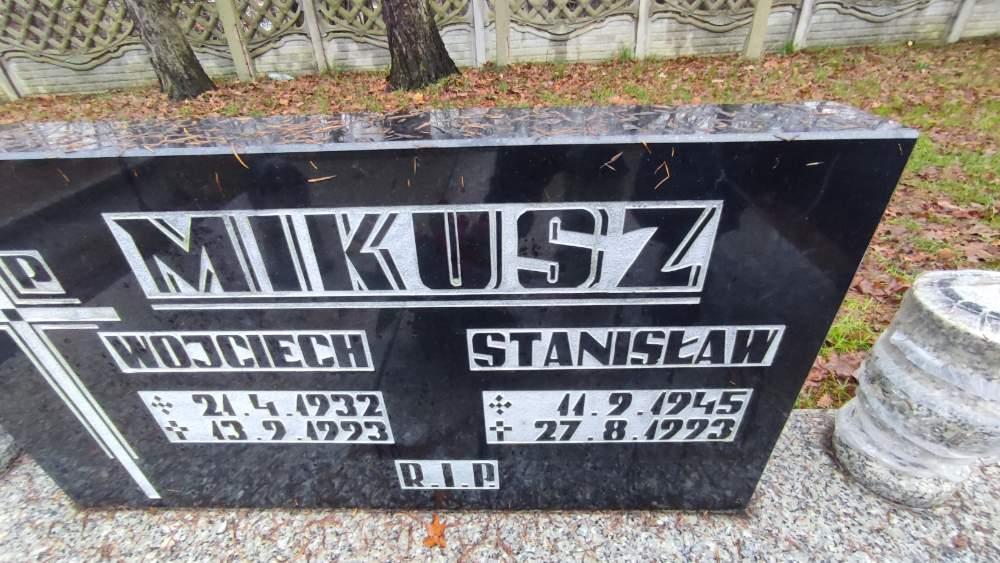 P
MIKUSZ
WOJCIECH STANISŁAW
21.4.1932 11.9.1945
13.9.1993 27.8.1993
R.I.P.